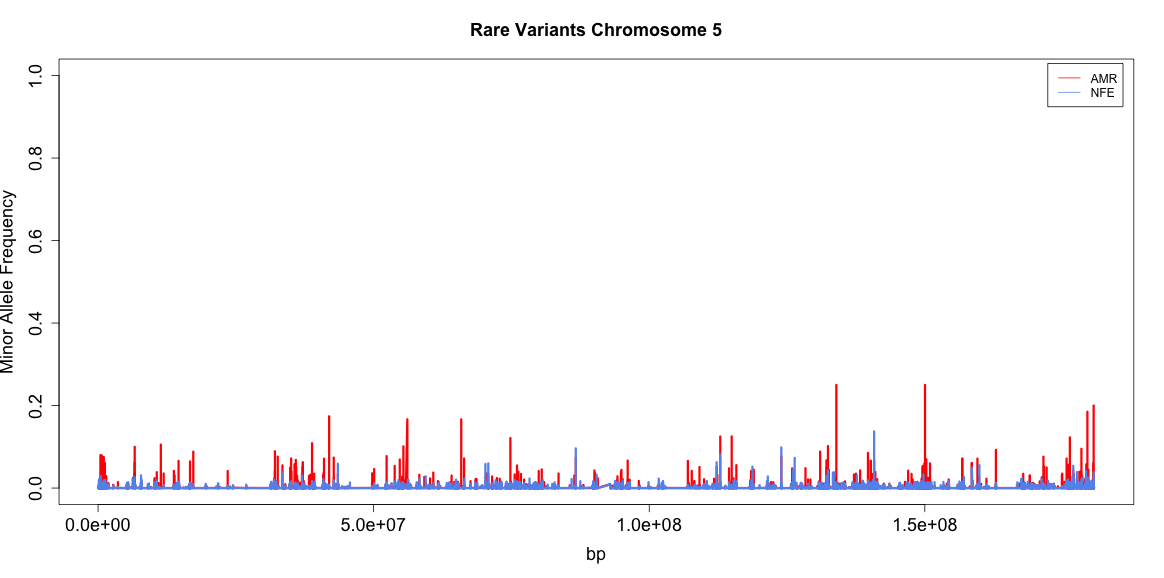 Rare Variants Chromosome 5
AMR
NFE
Minor Allele Frequency
1.0
0.8
0.6
0.4
0.2
0.0
0.0e+00
5.0e+07
1.0e+08
1.5e+08
bp